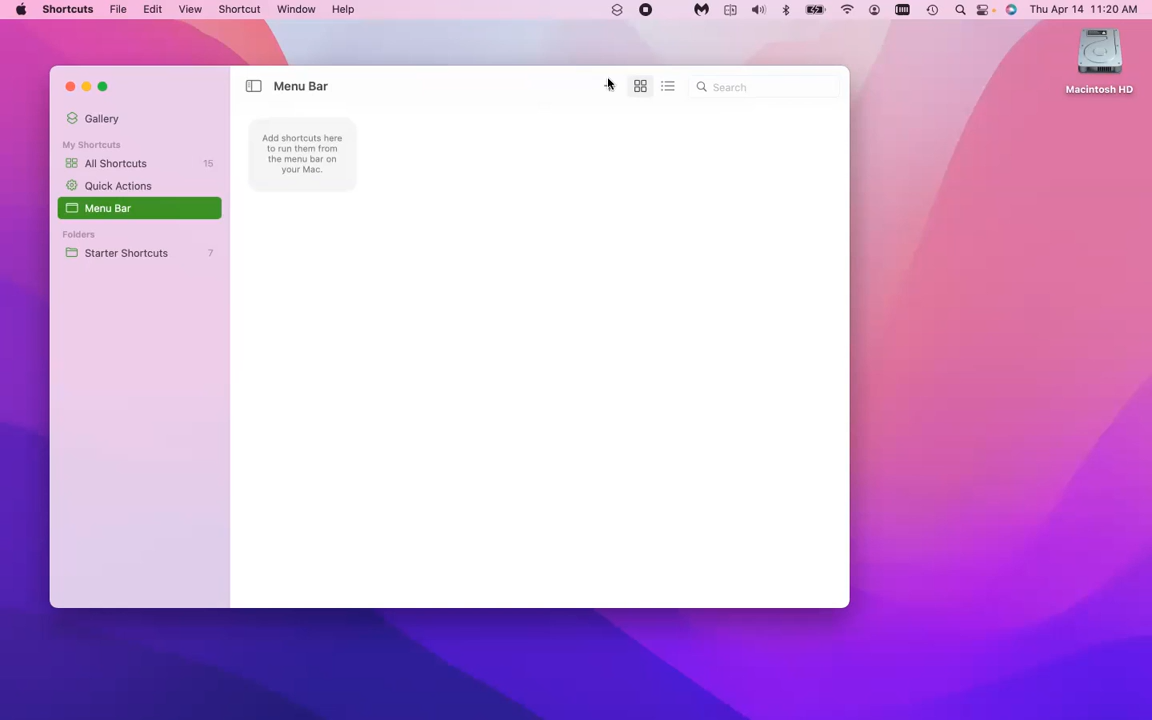 Shortcuts File Edit View Shortcut Window Help Thu Apr 14 11:20 AM
Macintosh HD
Menu Bar
Search
Gallery
My Shortcuts
All Shortcuts 15
Quick Actions
Menu Bar
Folders
Starter Shortcuts 7
Add shortcuts here
to run them from
the menu bar on
your Mac.